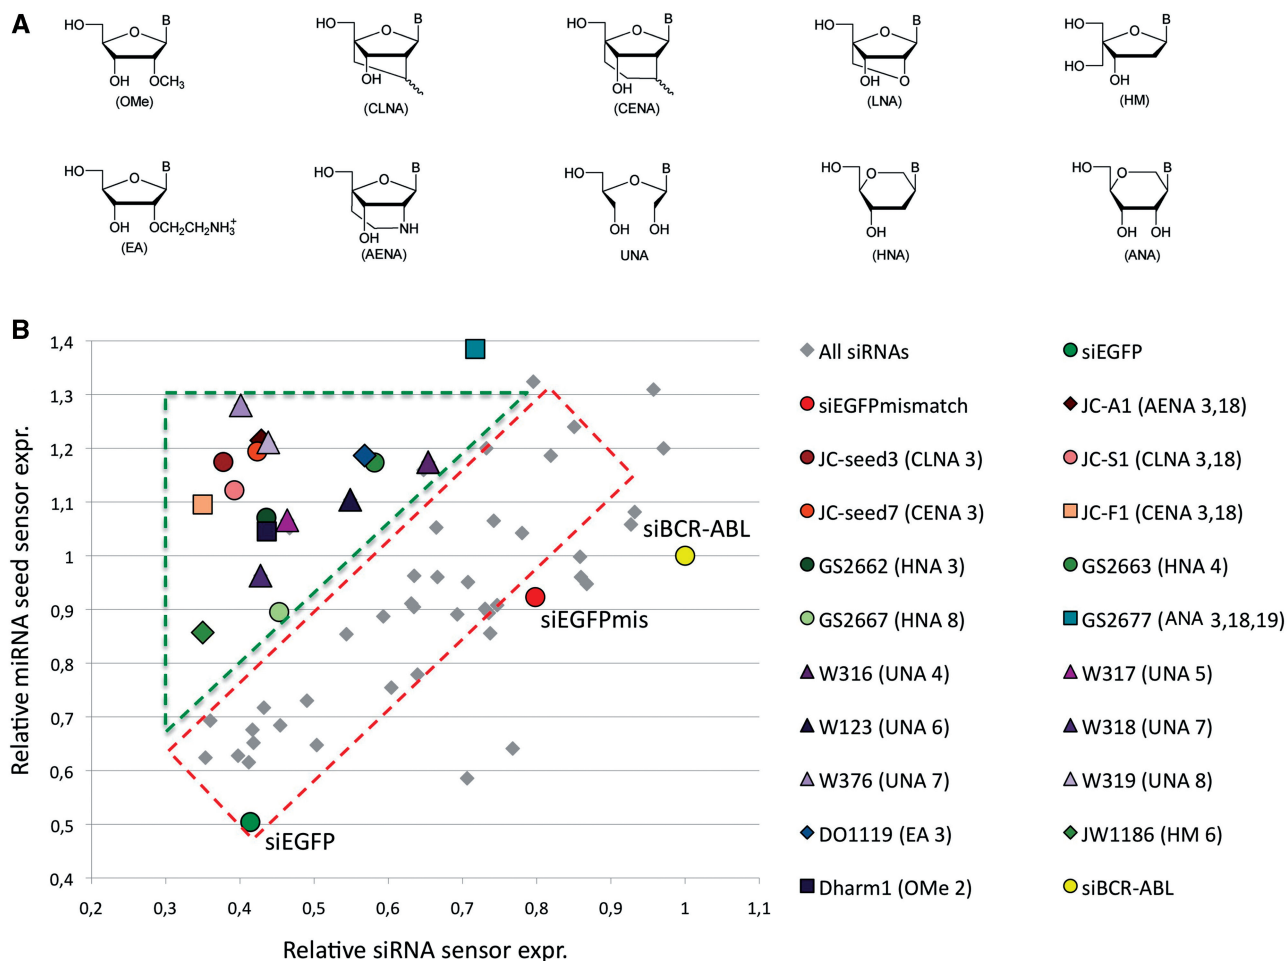 A
HO B OH OCH3 (OMe)
HO B OH (CLNA)
HO B OH (CENA)
HO B OH O (LNA)
HO B HO OH (HM)
HO B OH OCH2CH2NH3+ (EA)
HO B OH NH (AENA)
HO B OH OH UNA
HO B OH (HNA)
HO B OH OH (ANA)
B
Relative miRNA seed sensor expr.
1,4
1,3
1,2
1,1
1
0,9
0,8
0,7
0,6
0,5
0,4
siBCR-ABL
siEGFPmis
siEGFP
0,2 0,3 0,4 0,5 0,6 0,7 0,8 0,9 1 1,1
Relative siRNA sensor expr.
All siRNAs
siEGFP
siEGFPmismatch
JC-A1 (AENA 3,18)
JC-seed3 (CLNA 3)
JC-S1 (CLNA 3,18)
JC-seed7 (CENA 3)
JC-F1 (CENA 3,18)
GS2662 (HNA 3)
GS2663 (HNA 4)
GS2667 (HNA 8)
GS2677 (ANA 3,18,19)
W316 (UNA 4)
W317 (UNA 5)
W123 (UNA 6)
W318 (UNA 7)
W376 (UNA 7)
W319 (UNA 8)
DO1119 (EA 3)
JW1186 (HM 6)
Dharm1 (OMe 2)
siBCR-ABL